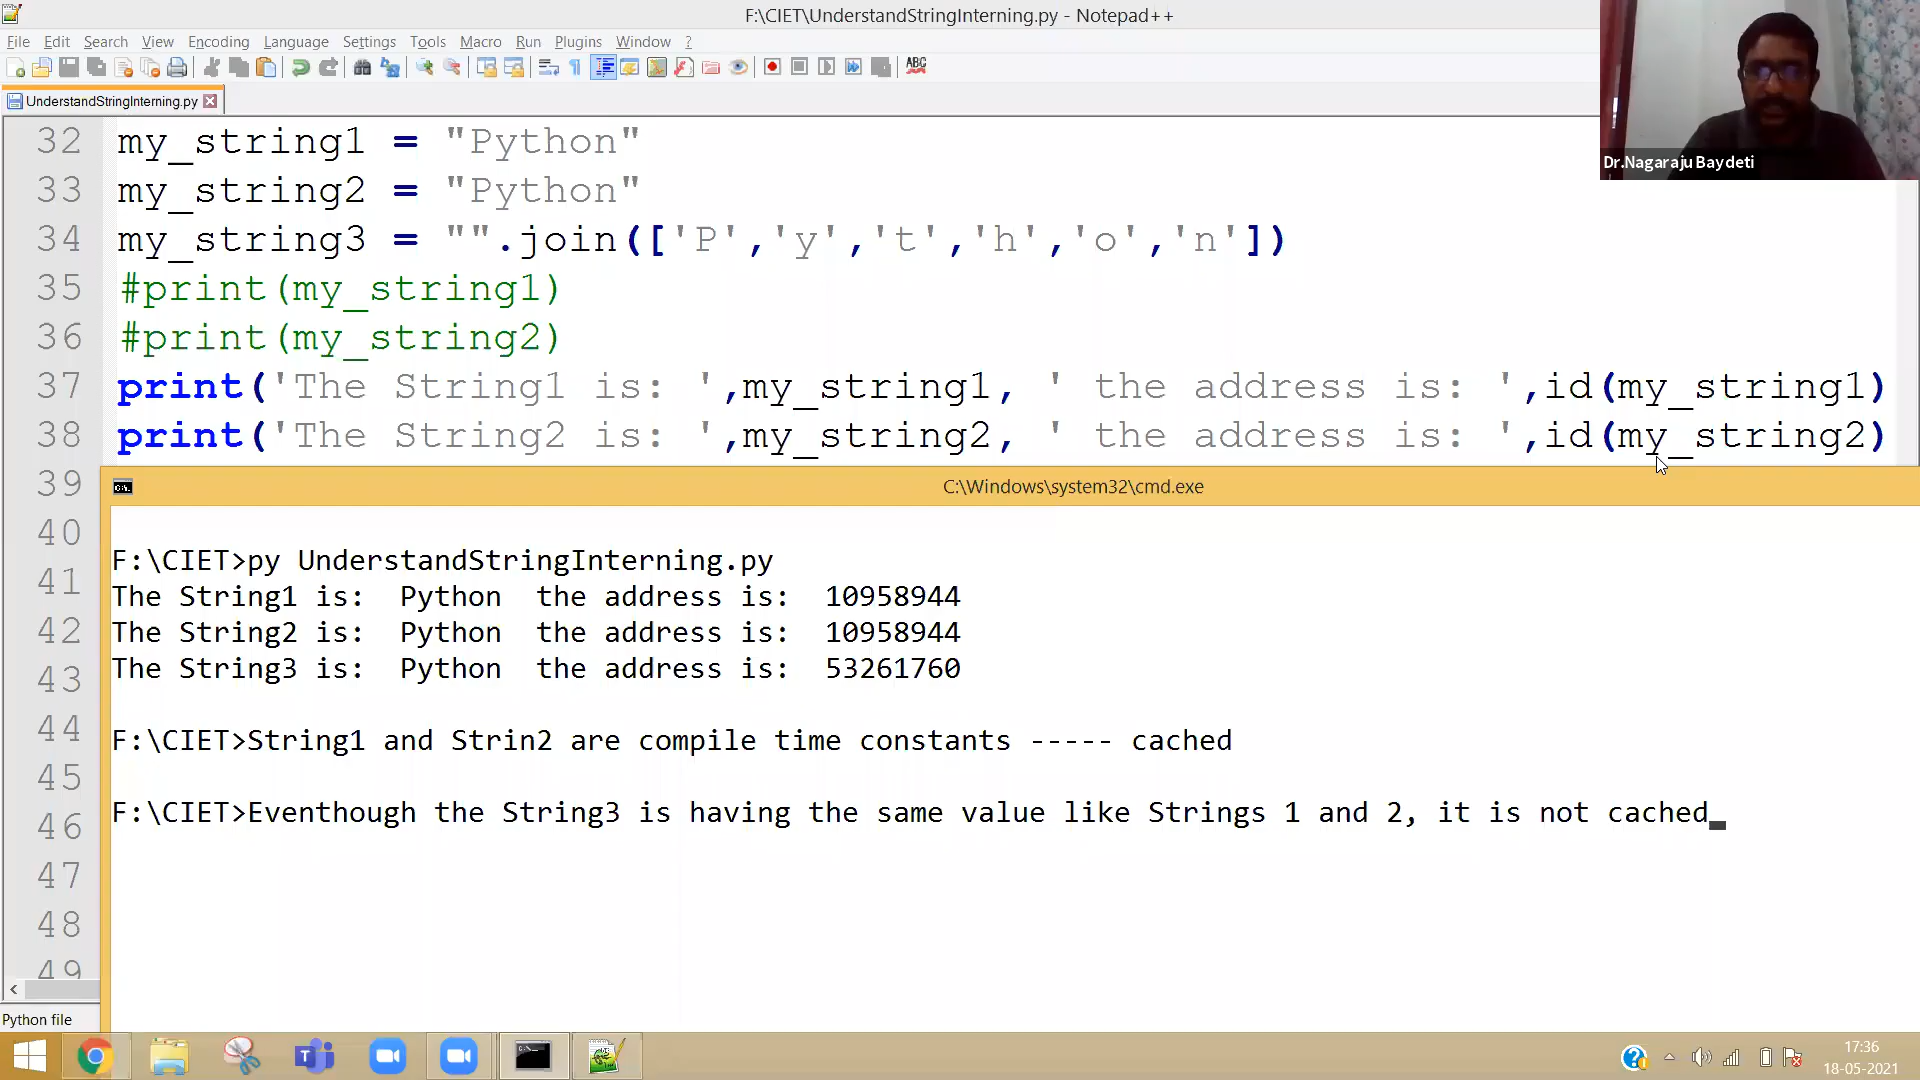 F:\CIET\UnderstandStringInterning.py - Notepad++
File Edit Search View Encoding Language Settings Tools Macro Run Plugins Window ?
ABC
UnderstandStringInterning.py
Dr.Nagaraju Baydeti
32 my_string1 = "Python"
33 my_string2 = "Python"
34 my_string3 = "".join(['P','y','t','h','o','n'])
35 #print(my_string1)
36 #print(my_string2)
37 print('The String1 is: ',my_string1, ' the address is: ',id(my_string1)
38 print('The String2 is: ',my_string2, ' the address is: ',id(my_string2)
39
C:\Windows\system32\cmd.exe
40
F:\CIET>py UnderstandStringInterning.py
41
The String1 is:  Python  the address is:  10958944
42
The String2 is:  Python  the address is:  10958944
43
The String3 is:  Python  the address is:  53261760
44
F:\CIET>String1 and Strin2 are compile time constants ----- cached
45
46
F:\CIET>Eventhough the String3 is having the same value like Strings 1 and 2, it is not cached
47
48
49
Python file
17:36
18-05-2021